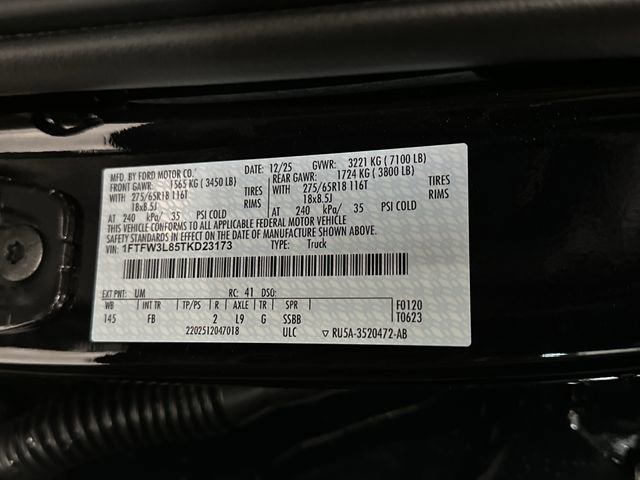 MFD. BY FORD MOTOR CO. 12/25 GVWR: 3221 KG ( 7100 LB)
FRONT GAWR: 1565 KG ( 3450 LB) REAR GAWR: 1724 KG ( 3800 LB)
WITH 275/65R18 116T TIRES WITH 275/65R18 116T TIRES
18x8.5J RIMS 18x8.5J RIMS
AT 240 kPa/ 35 PSI COLD AT 240 kPa/ 35 PSI COLD
THIS VEHICLE CONFORMS TO ALL APPLICABLE FEDERAL MOTOR VEHICLE
SAFETY STANDARDS IN EFFECT ON THE DATE OF MANUFACTURE SHOWN ABOVE.
VIN: 1FTFW3L85TKD23173 TYPE: Truck
EXT PNT: UM RC: 41 DSO:
WB INT TR TP/PS R AXLE TR SPR F0120
145 FB 2 L9 G SSBB T0623
2202512047018 ULC ▽ RU5A-3520472-AB